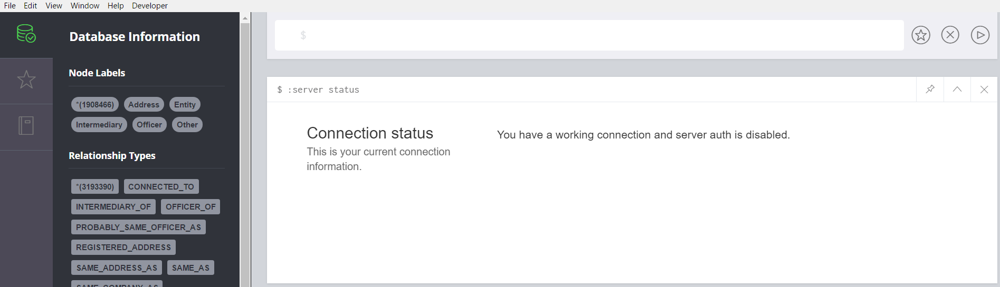 File Edit View Window Help Developer
Database Information
Node Labels
*(1908466) Address Entity
Intermediary Officer Other
Relationship Types
*(3193390) CONNECTED_TO
INTERMEDIARY_OF OFFICER_OF
PROBABLY_SAME_OFFICER_AS
REGISTERED_ADDRESS
SAME_ADDRESS_AS SAME_AS
SAME_COMPANY_AS
$
$ :server status
Connection status
This is your current connection
information.
You have a working connection and server auth is disabled.